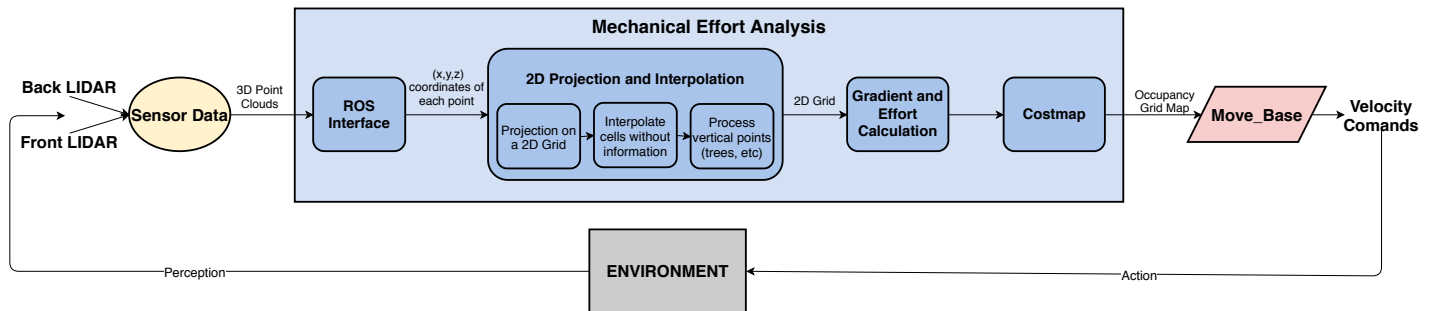 Mechanical Effort Analysis
Back LIDAR
Front LIDAR
Sensor Data
3D Point
Clouds
ROS
Interface
(x,y,z)
coordinates of
each point
2D Projection and Interpolation
Projection on
a 2D Grid
Interpolate
cells without
information
Process
vertical points
(trees, etc)
2D Grid
Gradient and
Effort
Calculation
Costmap
Occupancy
Grid Map
Move_Base
Velocity
Comands
Perception
ENVIRONMENT
Action